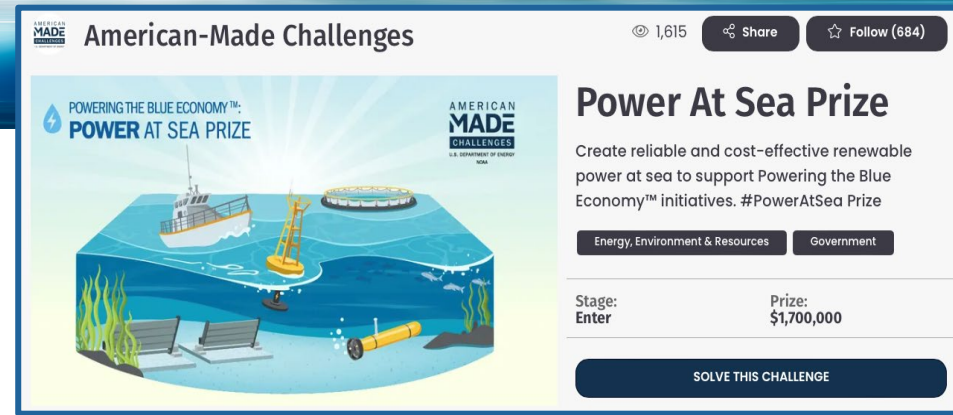 AMERICAN
MADE
CHALLENGES
American-Made Challenges
1,615
Share
Follow (684)
POWERING THE BLUE ECONOMY™:
POWER AT SEA PRIZE
AMERICAN
MADE
CHALLENGES
U.S. DEPARTMENT OF ENERGY
Power At Sea Prize
Create reliable and cost-effective renewable
power at sea to support Powering the Blue
Economy™ initiatives. #PowerAtSea Prize
Energy, Environment & Resources
Government
Stage:
Enter
Prize:
$1,700,000
SOLVE THIS CHALLENGE